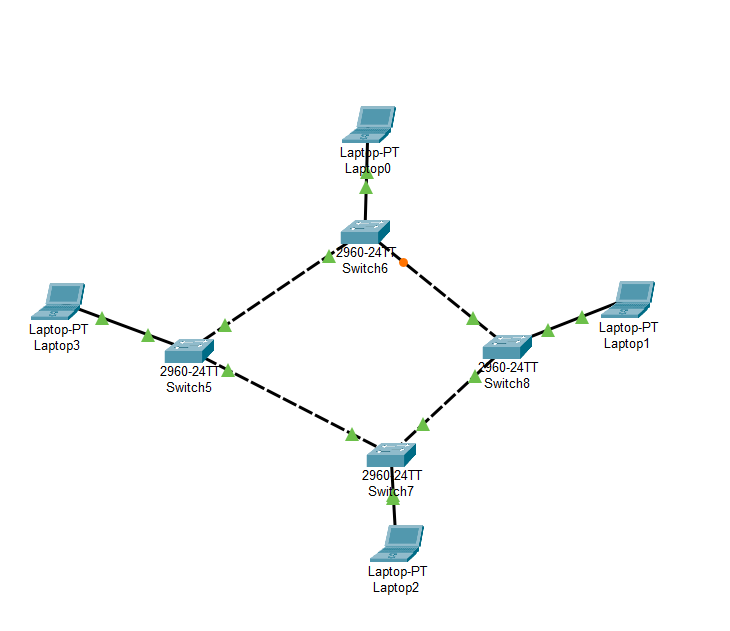 Laptop-PT
Laptop0
2960-24TT
Switch6
Laptop-PT
Laptop3
Laptop-PT
Laptop1
2960-24TT
Switch5
2960-24TT
Switch8
2960-24TT
Switch7
Laptop-PT
Laptop2